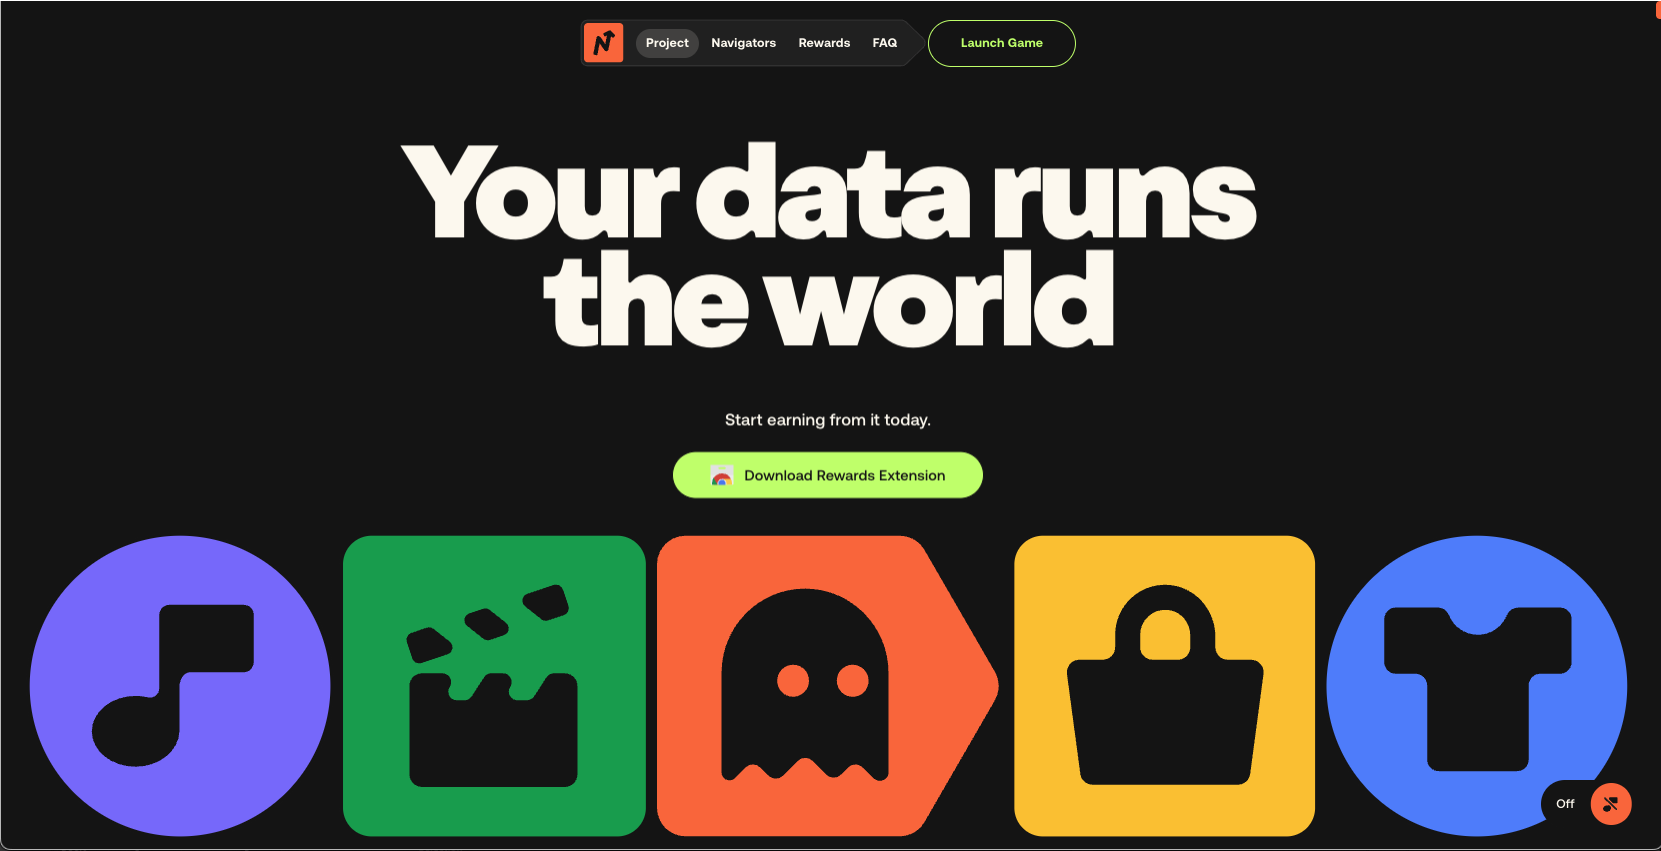 Project
Navigators
Rewards
FAQ
Launch Game
Your data runs
the world
Start earning from it today.
Download Rewards Extension
Off